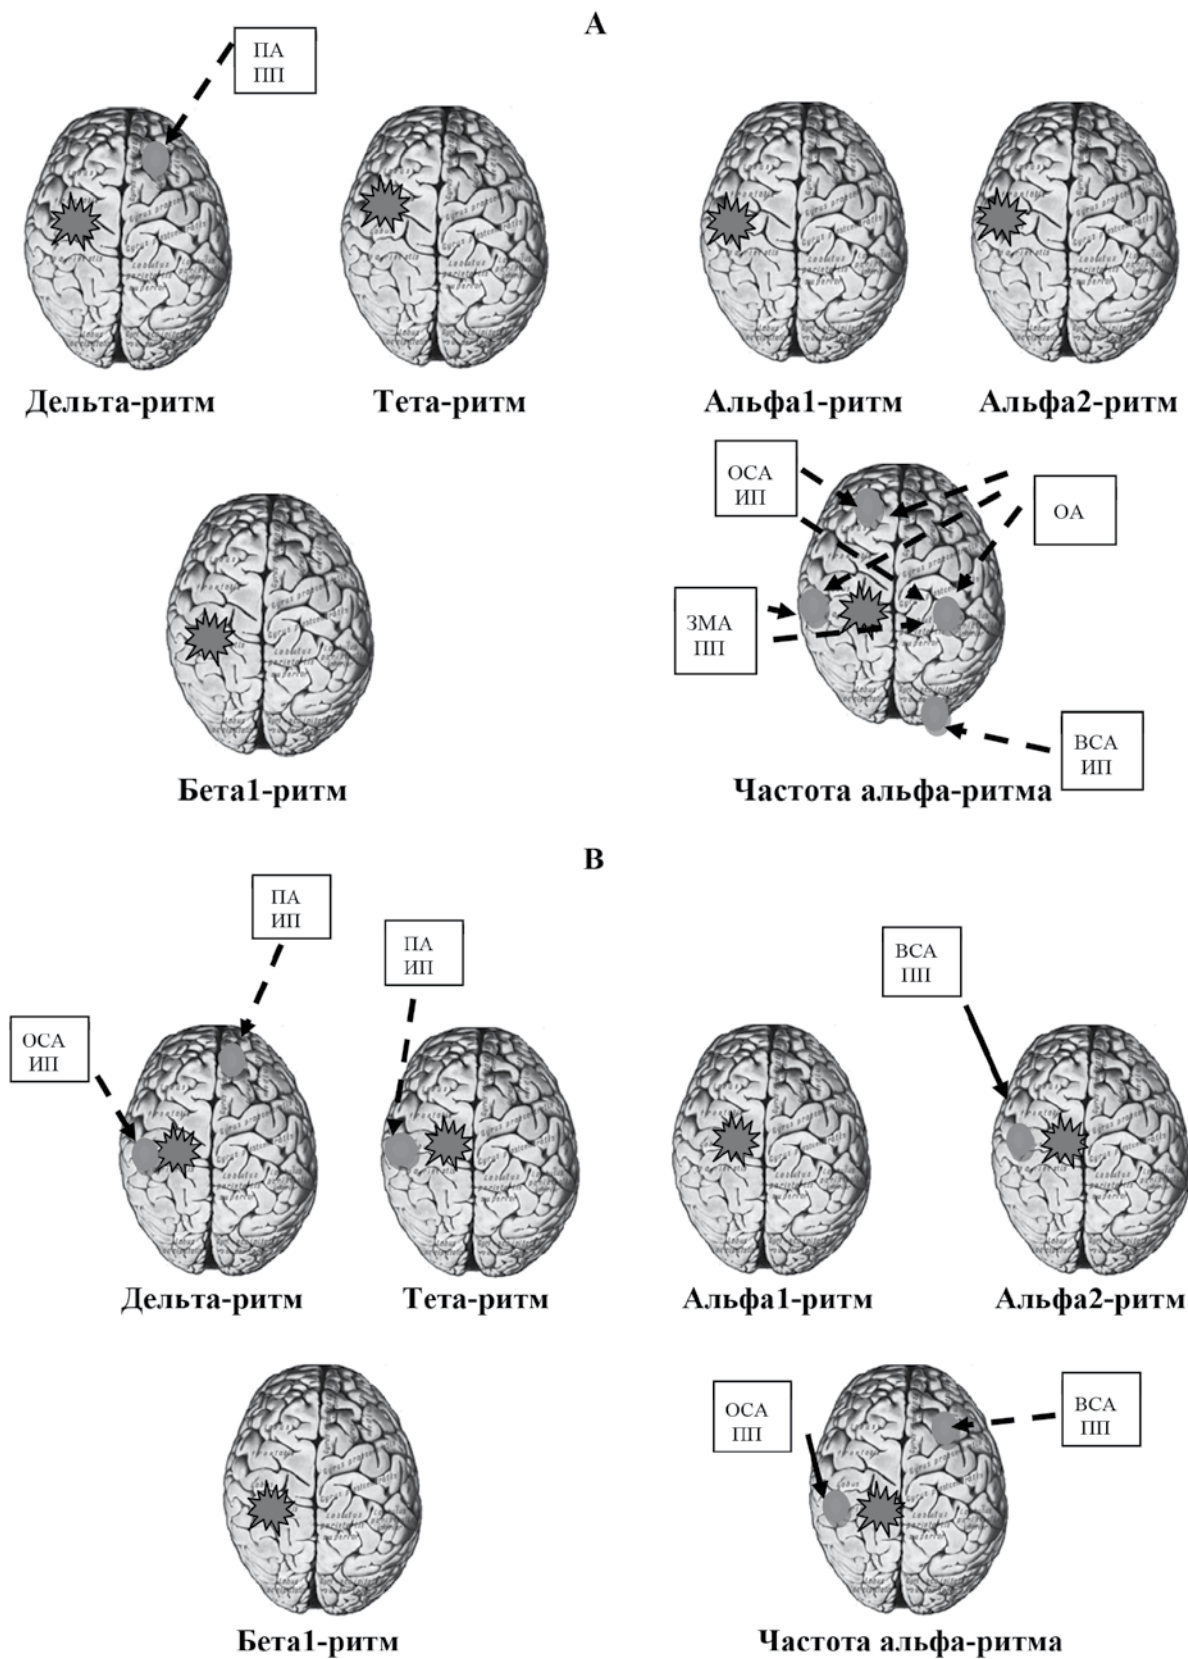 А
ПА
ПП
Дельта-ритм
Тета-ритм
Альфа1-ритм
Альфа2-ритм
ОСА
ИП
ОА
ЗМА
ПП
ВСА
ИП
Бета1-ритм
Частота альфа-ритма
В
ПА
ИП
ПА
ИП
ВСА
ПП
ОСА
ИП
Дельта-ритм
Тета-ритм
Альфа1-ритм
Альфа2-ритм
ОСА
ПП
ВСА
ПП
Бета1-ритм
Частота альфа-ритма